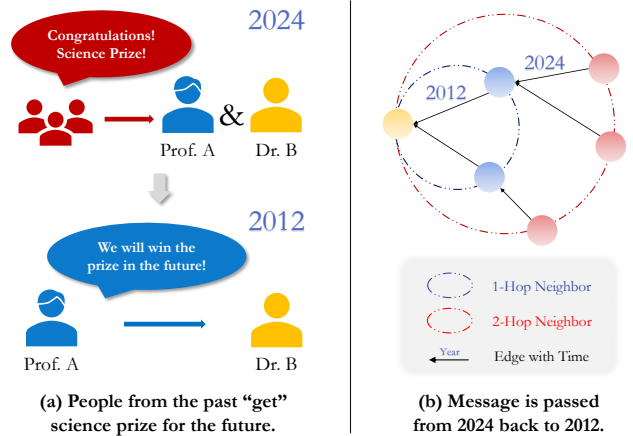 2024
Congratulations!
Science Prize!
&
Prof. A
Dr. B
2012
We will win the
prize in the future!
Prof. A
Dr. B
(a) People from the past “get”
science prize for the future.
2024
2012
1-Hop Neighbor
2-Hop Neighbor
Year
Edge with Time
(b) Message is passed
from 2024 back to 2012.